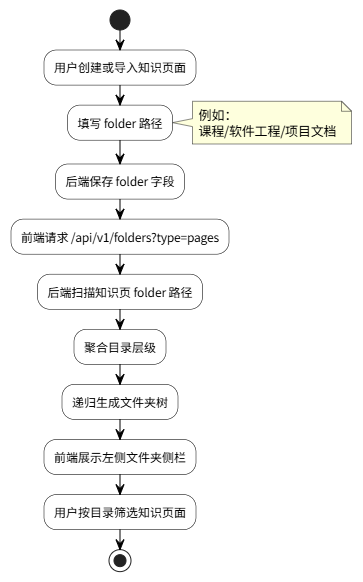 用户创建或导入知识页面
填写 folder 路径
例如：
课程/软件工程/项目文档
后端保存 folder 字段
前端请求 /api/v1/folders?type=pages
后端扫描知识页 folder 路径
聚合目录层级
递归生成文件夹树
前端展示左侧文件夹侧栏
用户按目录筛选知识页面